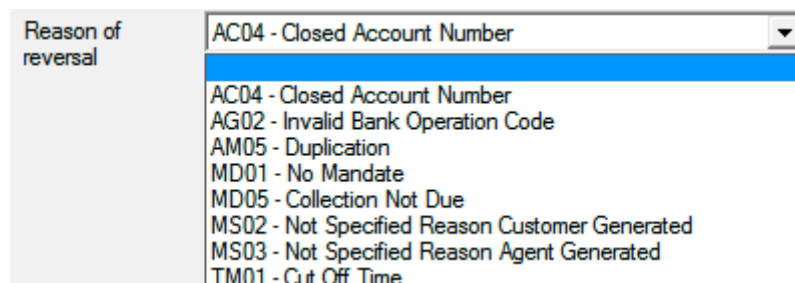 Reason of
reversal
AC04 - Closed Account Number
AC04 - Closed Account Number
AG02 - Invalid Bank Operation Code
AM05 - Duplication
MD01 - No Mandate
MD05 - Collection Not Due
MS02 - Not Specified Reason Customer Generated
MS03 - Not Specified Reason Agent Generated
TM01 - Cut Off Time